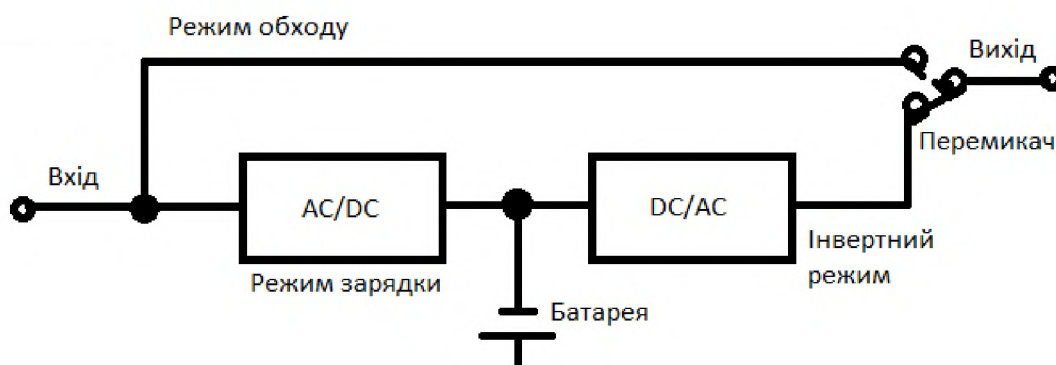 Режим обходу
Вихід
Перемикач
Вхід
AC/DC
DC/AC
Режим зарядки
Інвертний
режим
Батарея